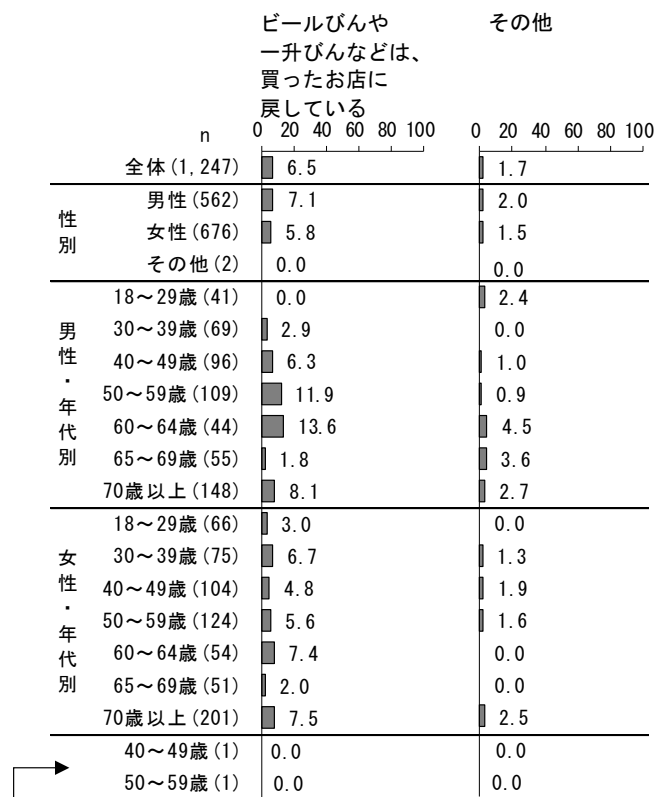 ビールびんや
一升びんなどは、
買ったお店に
戻している
その他
n
0 20 40 60 80 100
0 20 40 60 80 100
全体(1,247) 6.5 1.7
性別
男性(562) 7.1 2.0
女性(676) 5.8 1.5
その他(2) 0.0 0.0
男性・年代別
18～29歳(41) 0.0 2.4
30～39歳(69) 2.9 0.0
40～49歳(96) 6.3 1.0
50～59歳(109) 11.9 0.9
60～64歳(44) 13.6 4.5
65～69歳(55) 1.8 3.6
70歳以上(148) 8.1 2.7
女性・年代別
18～29歳(66) 3.0 0.0
30～39歳(75) 6.7 1.3
40～49歳(104) 4.8 1.9
50～59歳(124) 5.6 1.6
60～64歳(54) 7.4 0.0
65～69歳(51) 2.0 0.0
70歳以上(201) 7.5 2.5
40～49歳(1) 0.0 0.0
50～59歳(1) 0.0 0.0